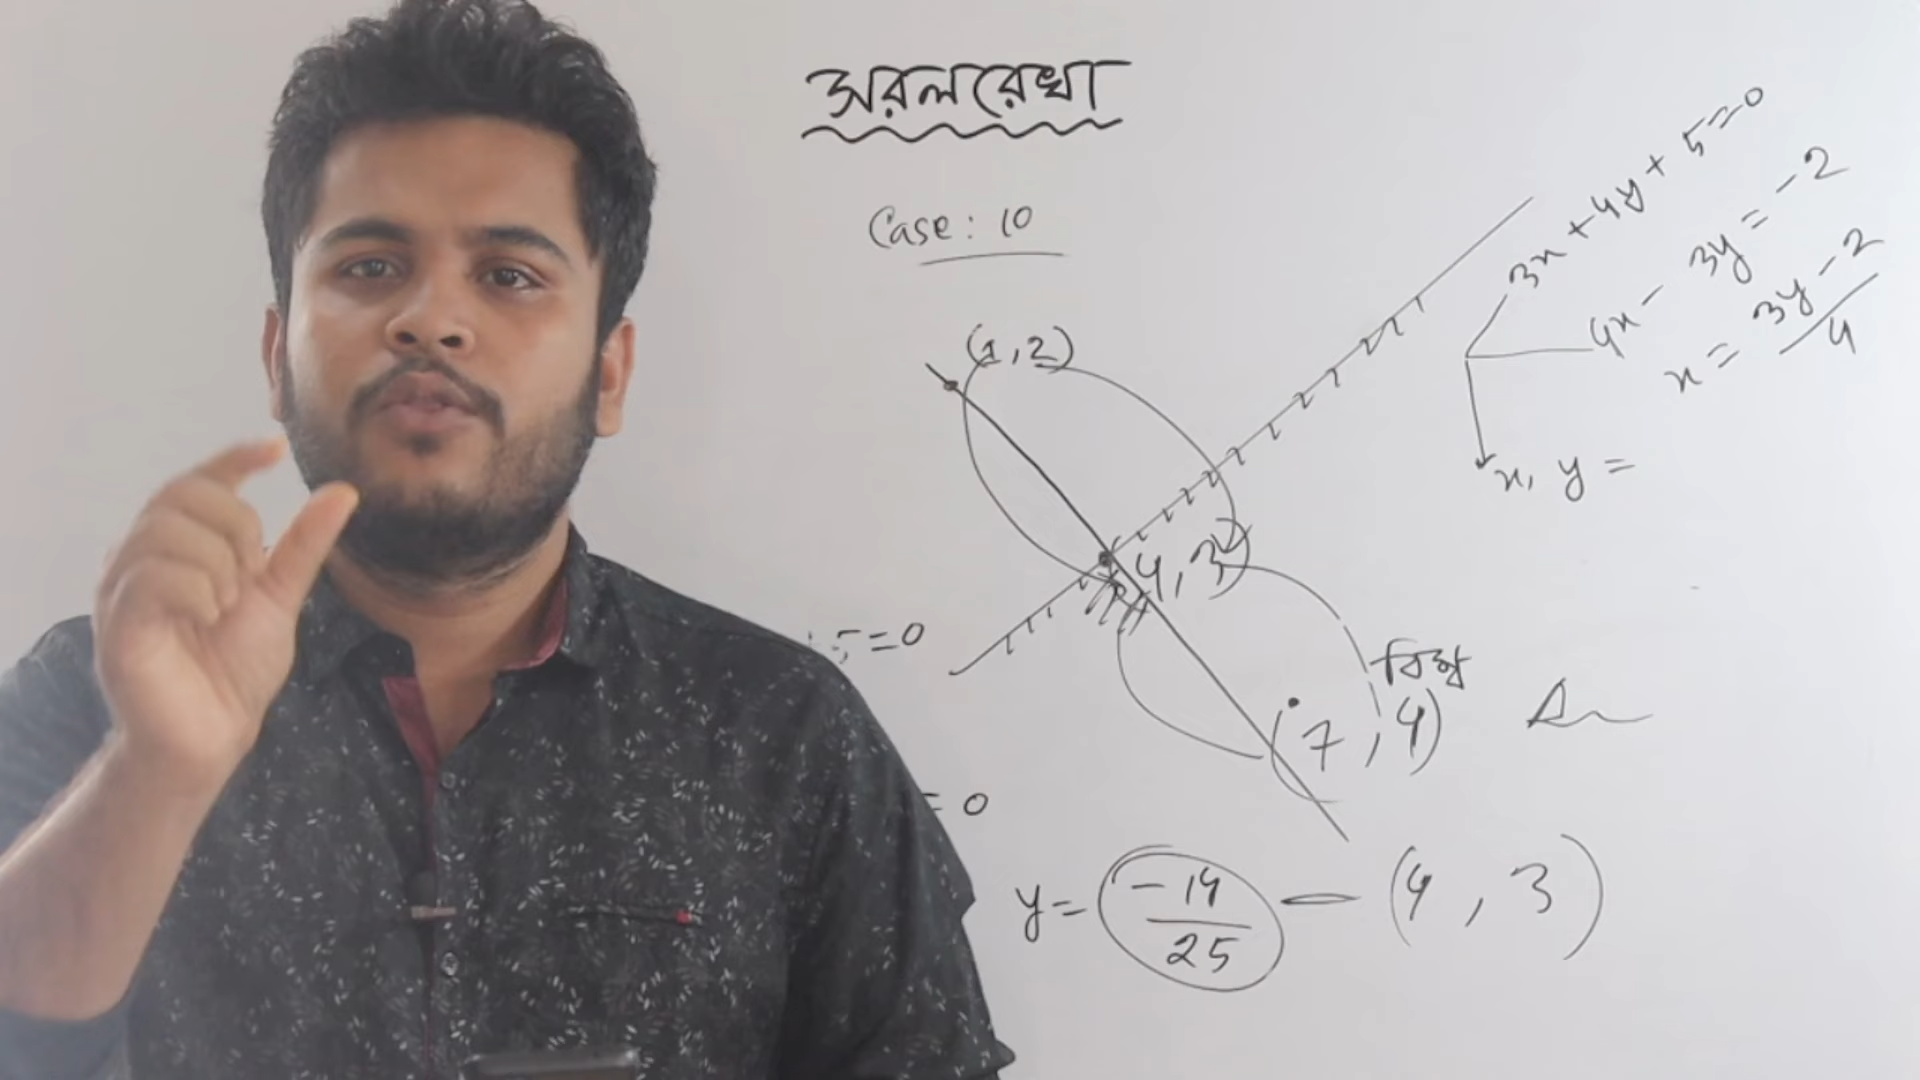 সরলরেখা
Case: 10
3x + 4y + 5 = 0
4x - 3y = -2
x = 3y - 2
4
x, y =
(1, 2)
4, 3
5 = 0
বিম্ব
(7, 4)
= 0
y = -14 (4, 3)
25